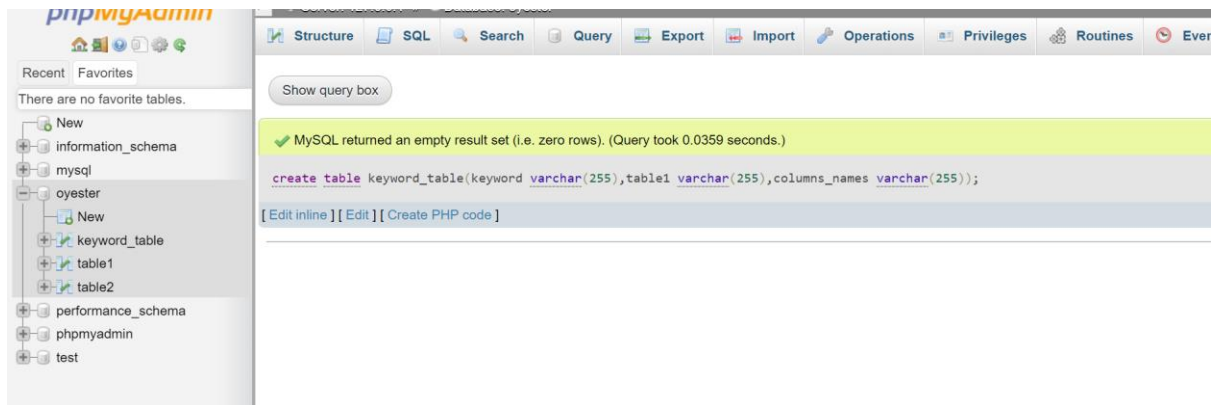 phpMyAdmin
Recent Favorites
There are no favorite tables.
New
information_schema
mysql
oyester
New
keyword_table
table1
table2
performance_schema
phpmyadmin
test
Structure SQL Search Query Export Import Operations Privileges Routines Ever
Show query box
MySQL returned an empty result set (i.e. zero rows). (Query took 0.0359 seconds.)
create table keyword_table(keyword varchar(255),table1 varchar(255),columns_names varchar(255));
[ Edit inline ] [ Edit ] [ Create PHP code ]